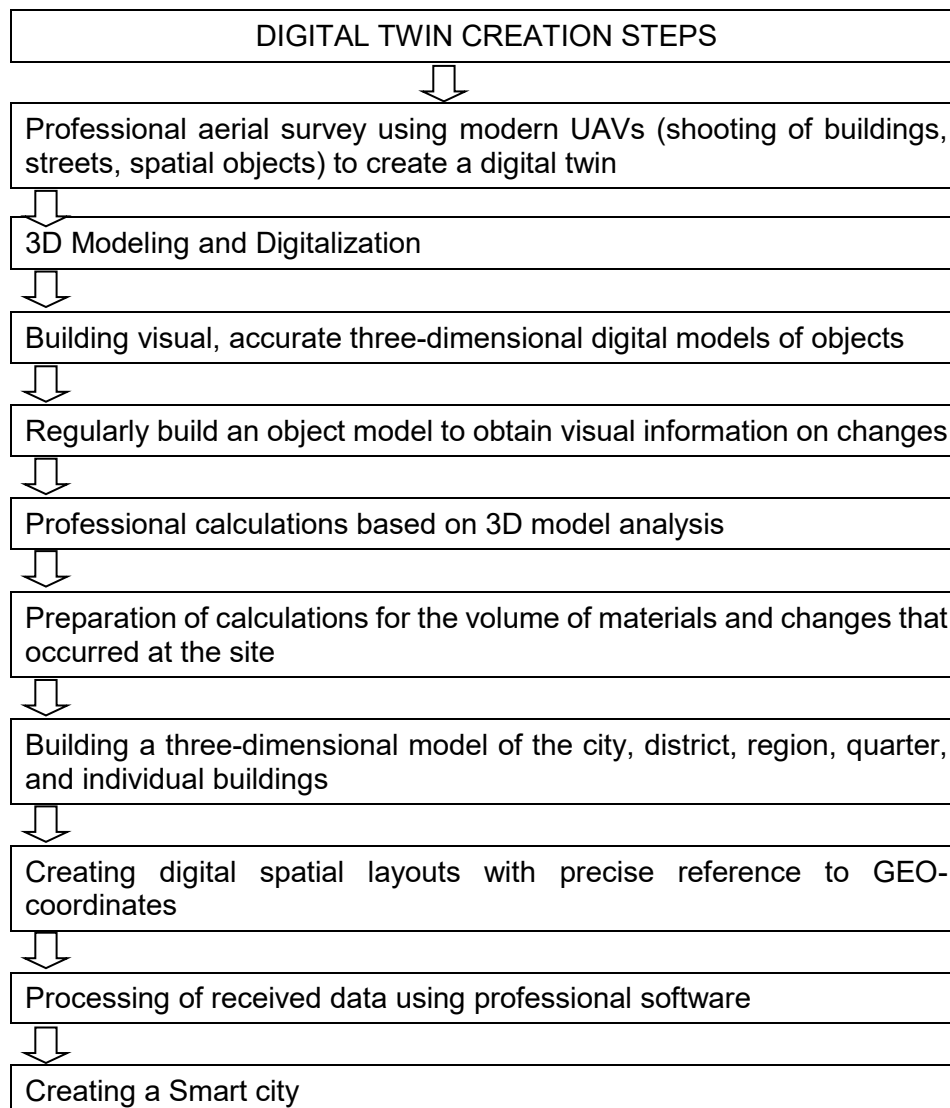 DIGITAL TWIN CREATION STEPS
Professional aerial survey using modern UAVs (shooting of buildings,
streets, spatial objects) to create a digital twin
3D Modeling and Digitalization
Building visual, accurate three-dimensional digital models of objects
Regularly build an object model to obtain visual information on changes
Professional calculations based on 3D model analysis
Preparation of calculations for the volume of materials and changes that
occurred at the site
Building a three-dimensional model of the city, district, region, quarter,
and individual buildings
Creating digital spatial layouts with precise reference to GEO-
coordinates
Processing of received data using professional software
Creating a Smart city